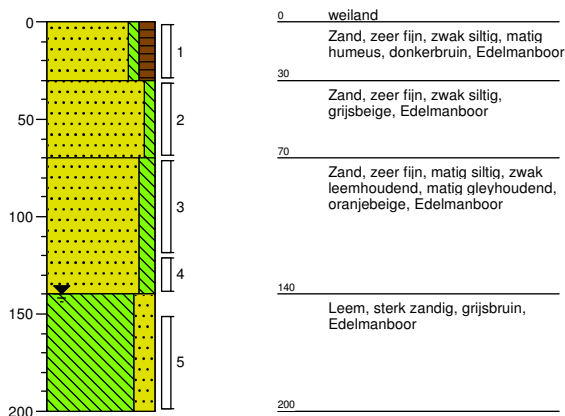 0
50
100
150
200
1
2
3
4
5
0 weiland
Zand, zeer fijn, zwak siltig, matig
humeus, donkerbruin, Edelmanboor
30
Zand, zeer fijn, zwak siltig,
grijsbeige, Edelmanboor
70
Zand, zeer fijn, matig siltig, zwak
leemhoudend, matig gleyhoudend,
oranjebeige, Edelmanboor
140
Leem, sterk zandig, grijsbruin,
Edelmanboor
200